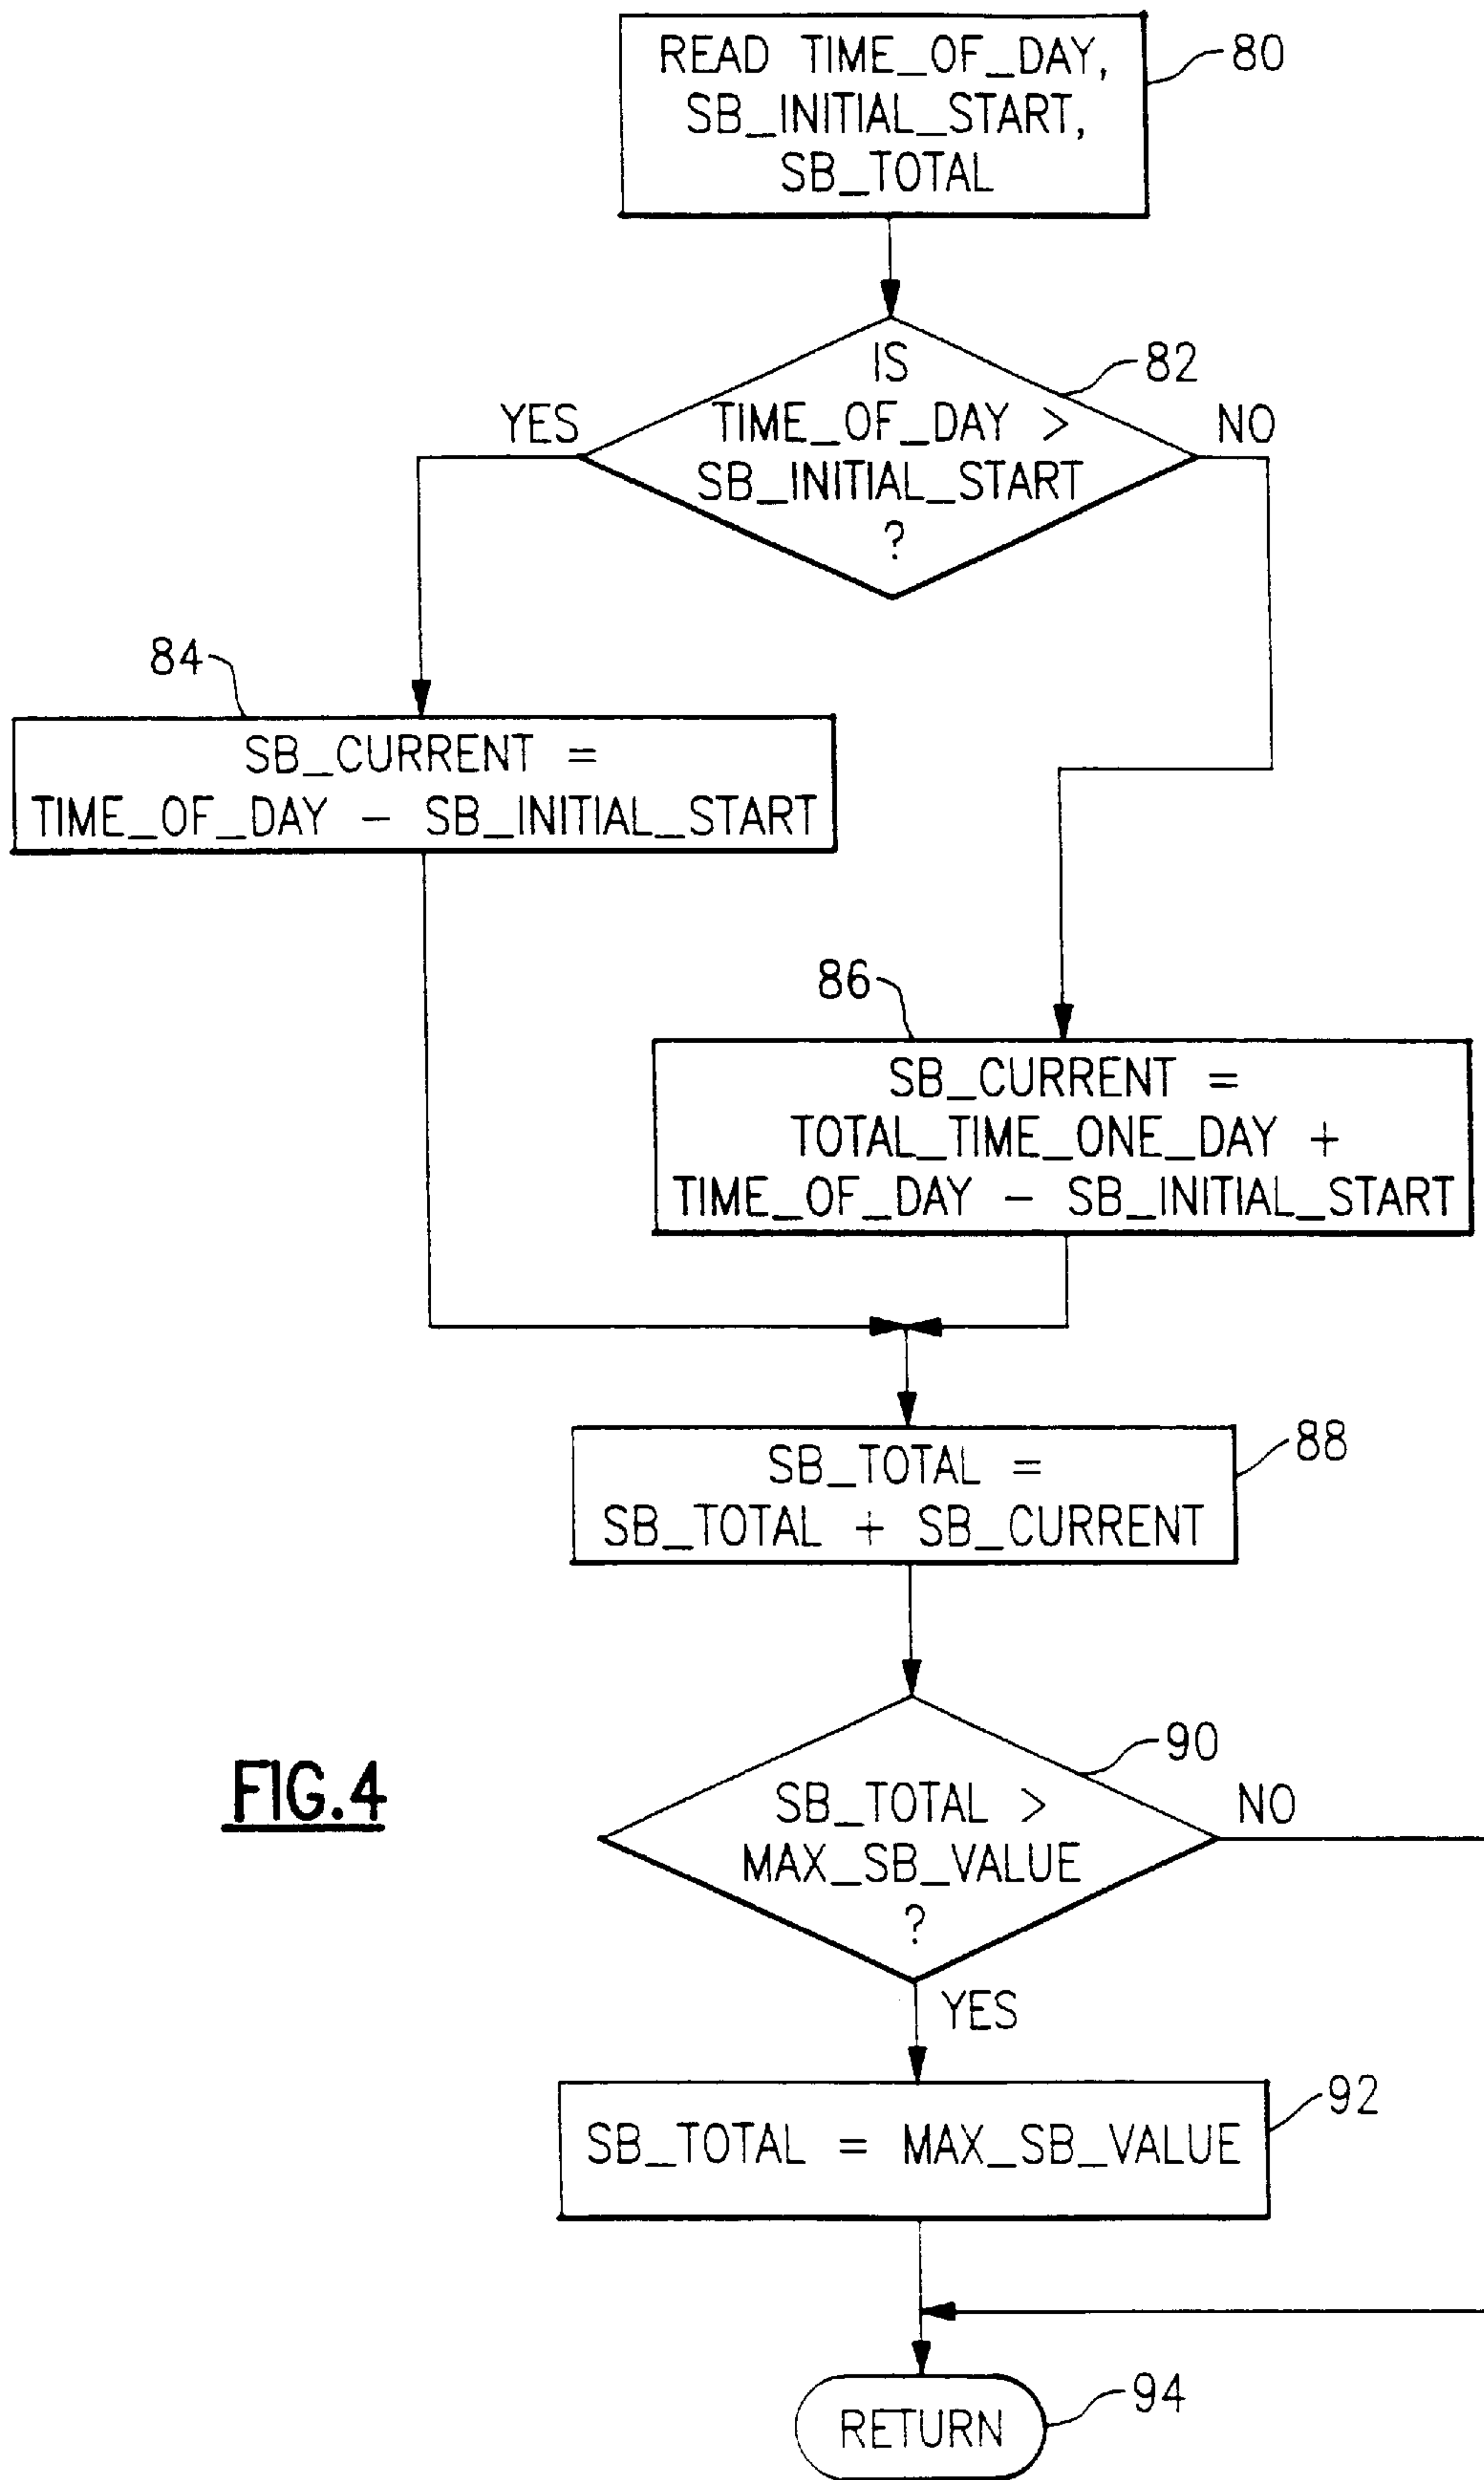 READ TIME_OF_DAY,
SB_INITIAL_START,
SB_TOTAL
80
IS
TIME_OF_DAY >
SB_INITIAL_START
?
82
YES
NO
84
SB_CURRENT =
TIME_OF_DAY - SB_INITIAL_START
86
SB_CURRENT =
TOTAL_TIME_ONE_DAY +
TIME_OF_DAY - SB_INITIAL_START
SB_TOTAL =
SB_TOTAL + SB_CURRENT
88
90
SB_TOTAL >
MAX_SB_VALUE
?
NO
FIG.4
YES
92
SB_TOTAL = MAX_SB_VALUE
RETURN
94